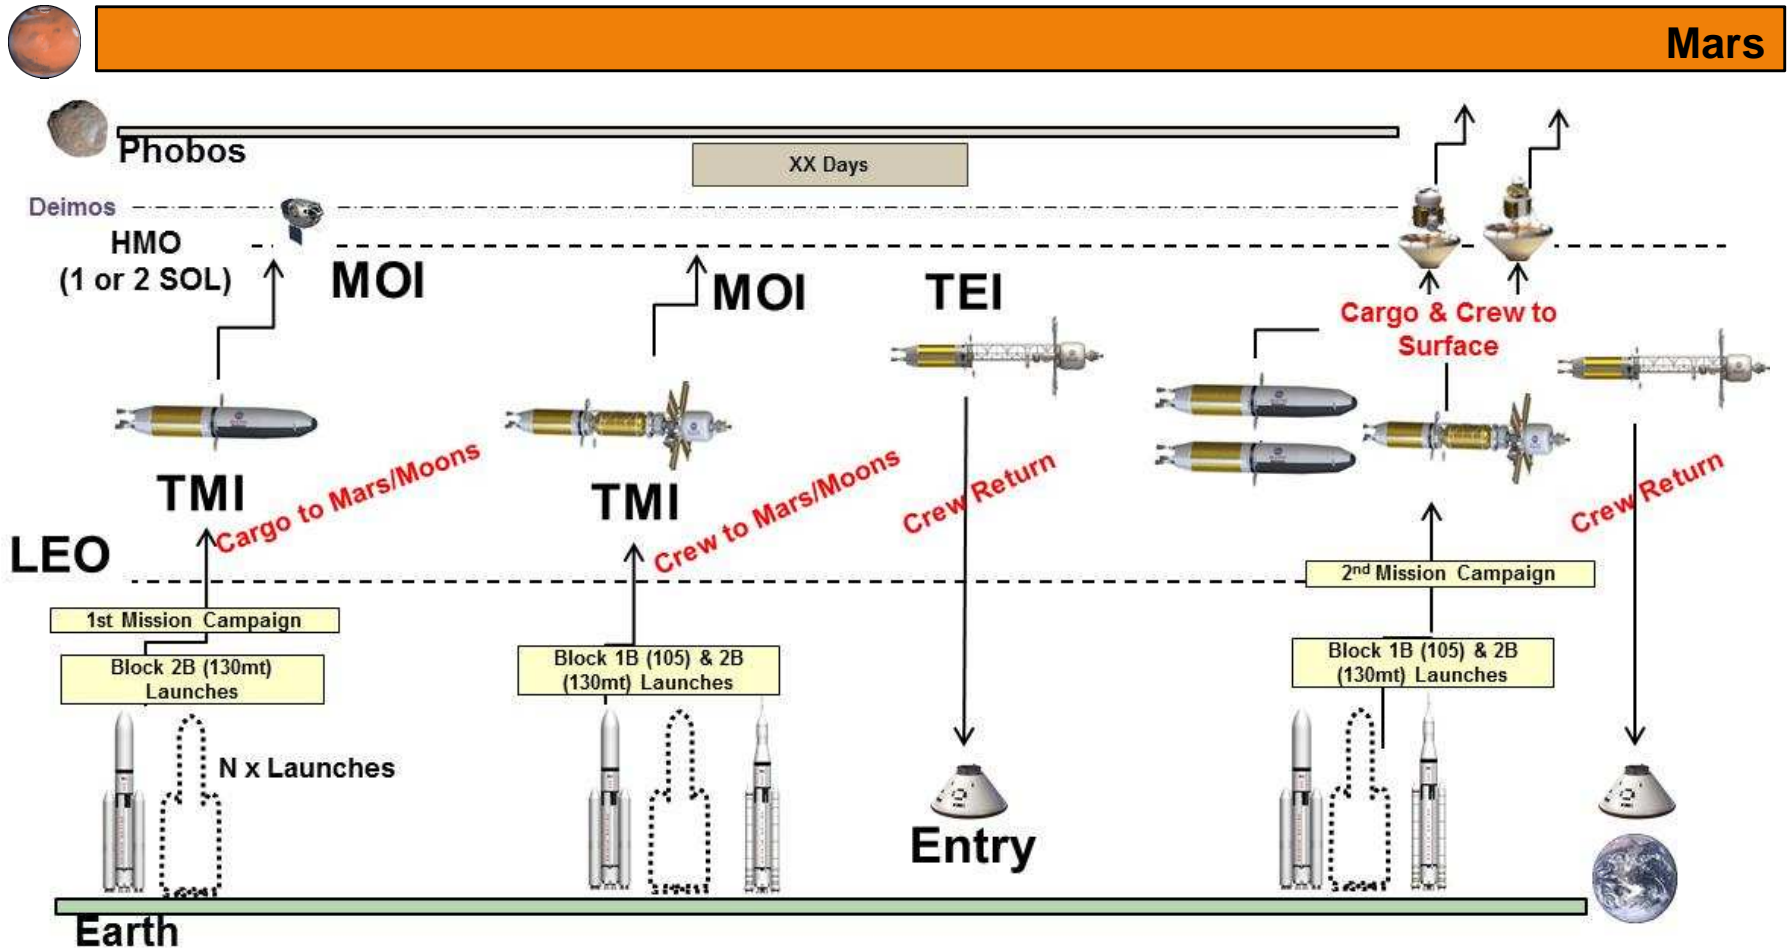 Mars
Phobos
XX Days
Deimos
HMO
(1 or 2 SOL)
MOI
MOI
TEI
Cargo & Crew to
Surface
TMI
Cargo to Mars/Moons
TMI
Crew to Mars/Moons
Crew Return
Crew Return
LEO
2nd Mission Campaign
1st Mission Campaign
Block 2B (130mt)
Launches
Block 1B (105) & 2B
(130mt) Launches
Block 1B (105) & 2B
(130mt) Launches
N x Launches
Entry
Earth